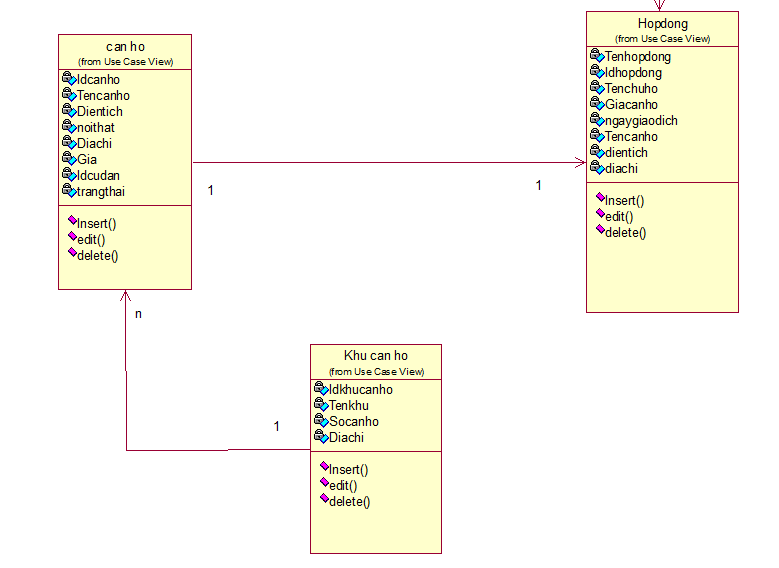 can ho
(from Use Case View)
Idcanho
Tencanho
Dientich
noithat
Diachi
Gia
Idcudan
trangthai
Insert()
edit()
delete()
Hopdong
(from Use Case View)
Tenhopdong
Idhopdong
Tenchuho
Giacanho
ngaygiaodich
Tencanho
dientich
diachi
Insert()
edit()
delete()
1
1
n
1
Khu can ho
(from Use Case View)
Idkhucanho
Tenkhu
Socanho
Diachi
Insert()
edit()
delete()